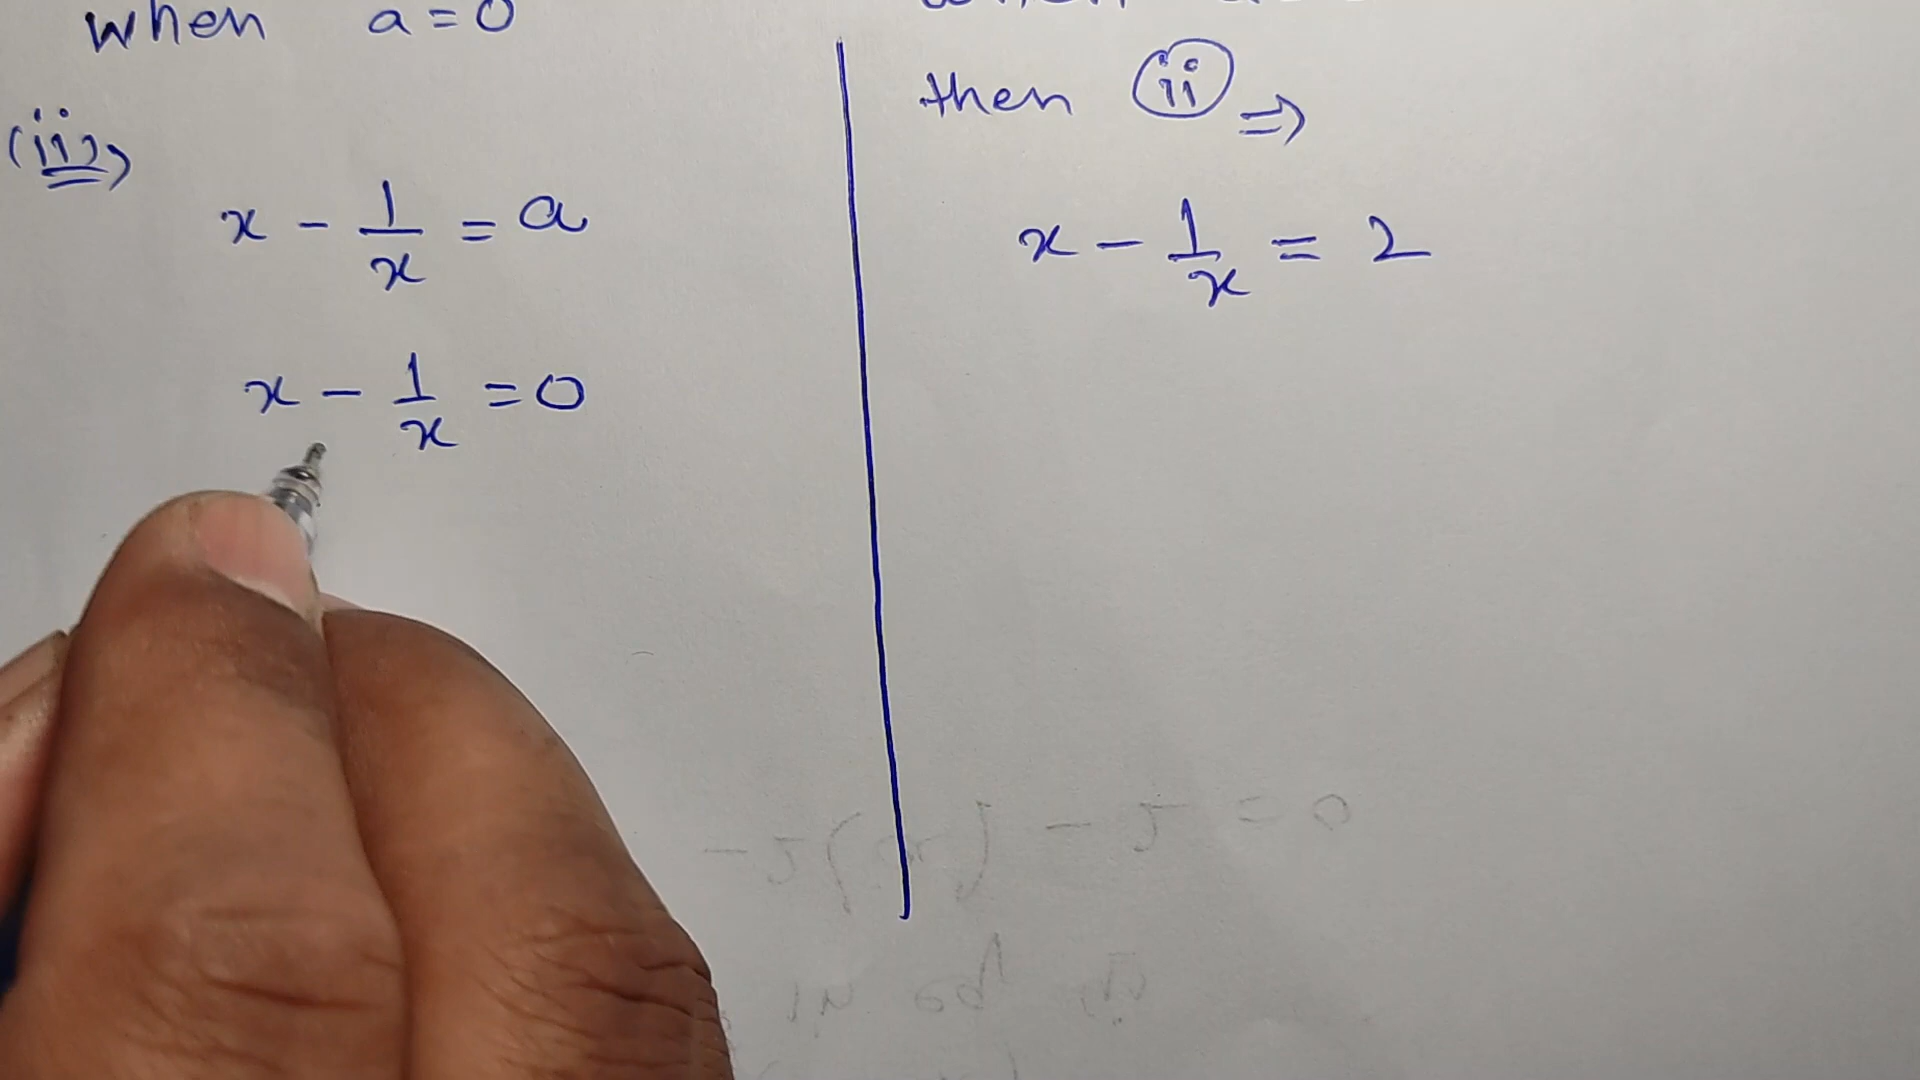 when a = 0
(ii)
x - 1/x = a
x - 1/x = 0
then (ii) ⇒
x - 1/x = 2